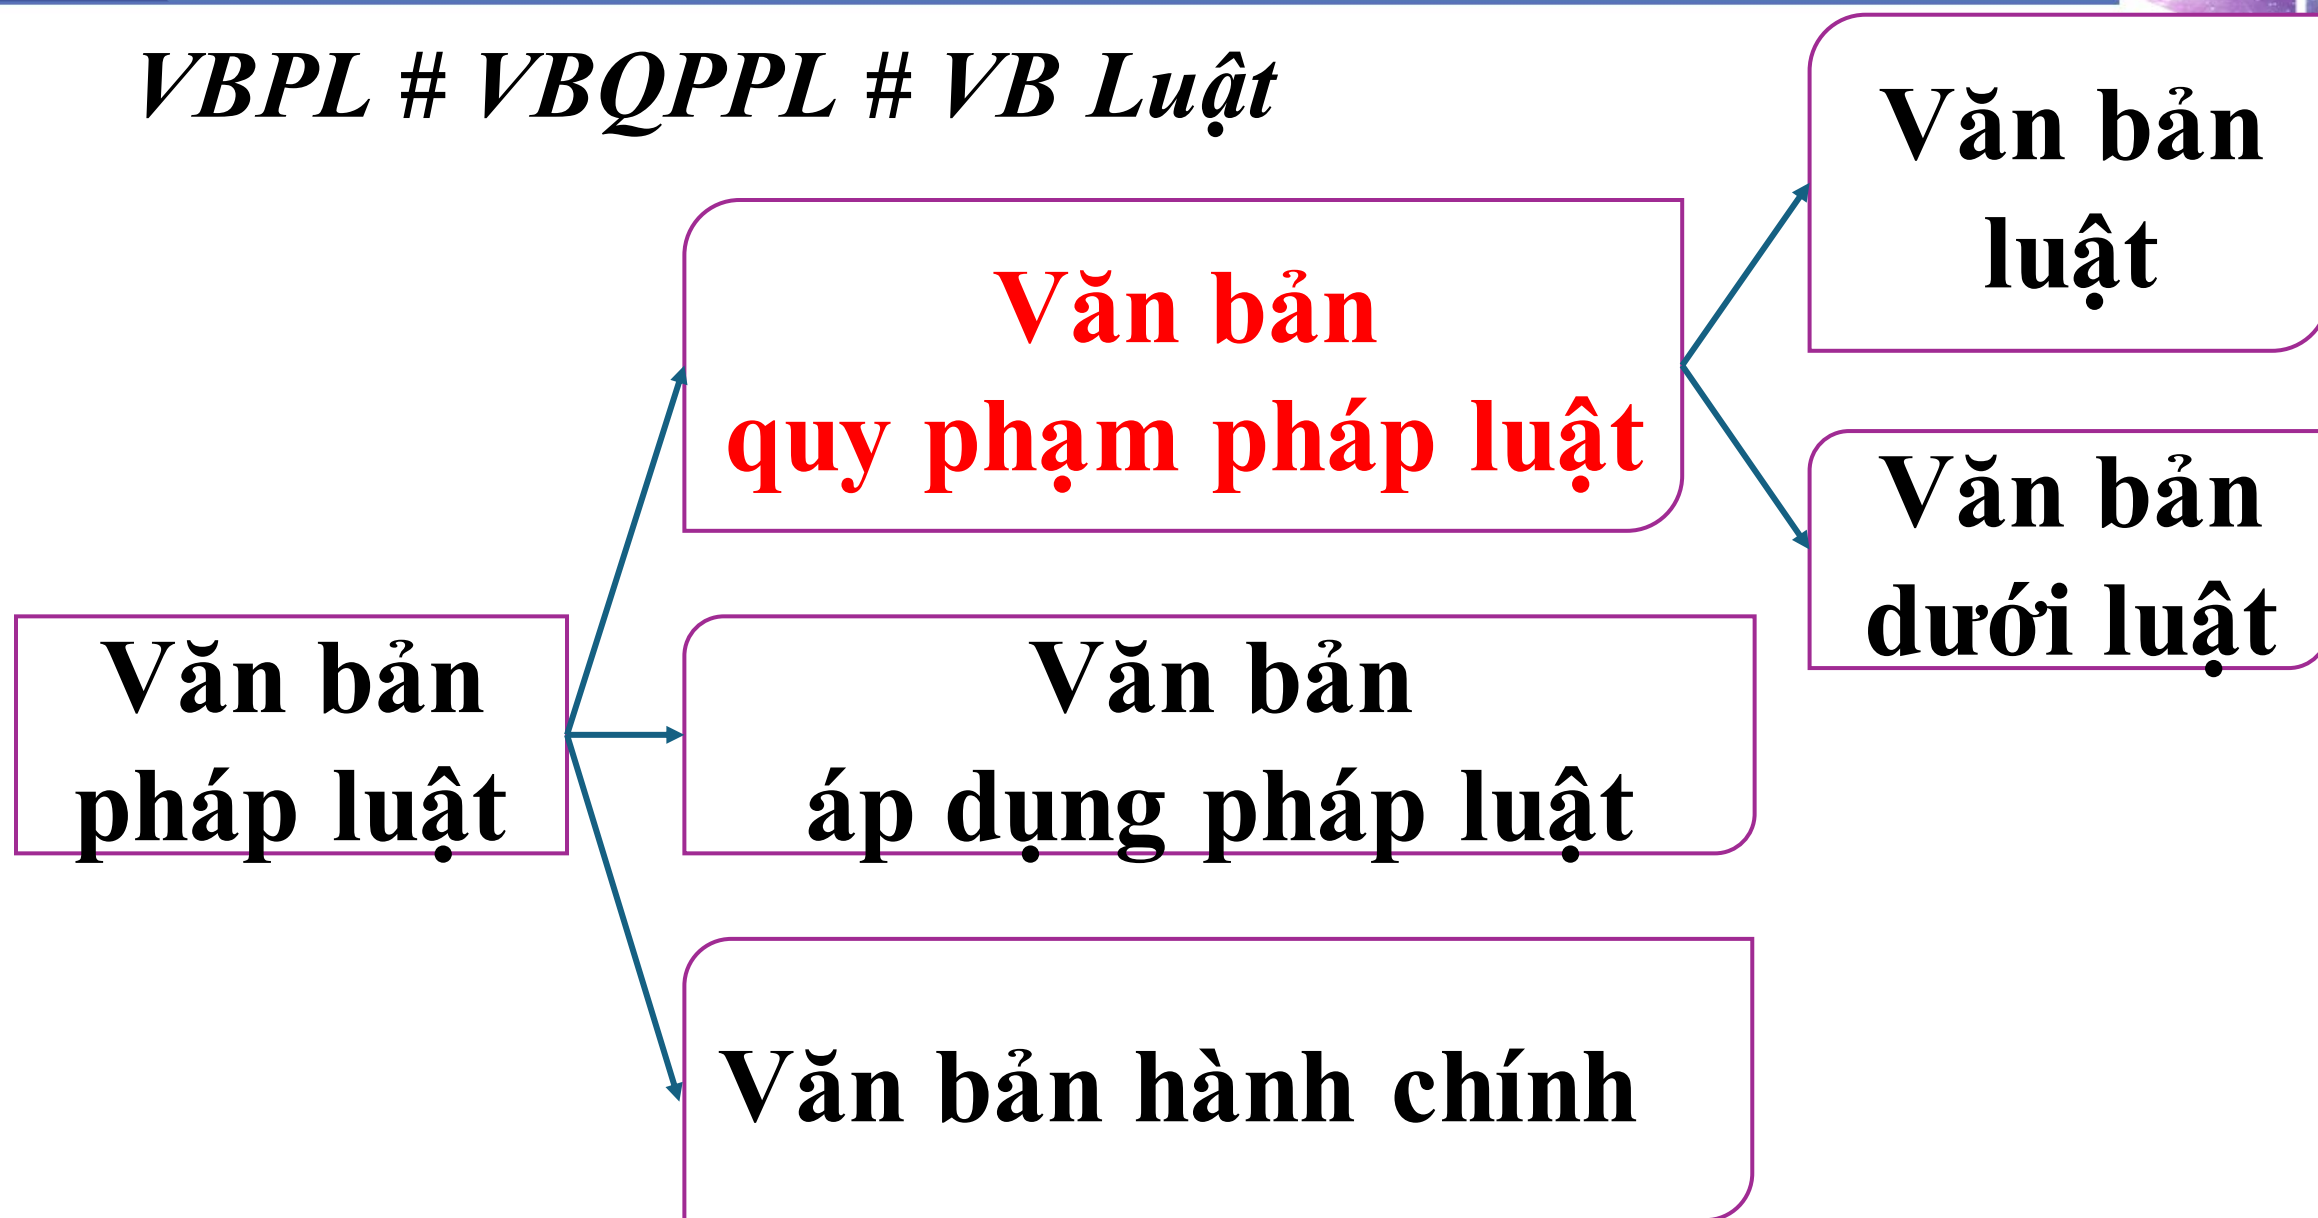 VBPL # VBQPPL # VB Luật
Văn bản
luật
Văn bản
quy phạm pháp luật
Văn bản
dưới luật
Văn bản
pháp luật
Văn bản
áp dụng pháp luật
Văn bản hành chính